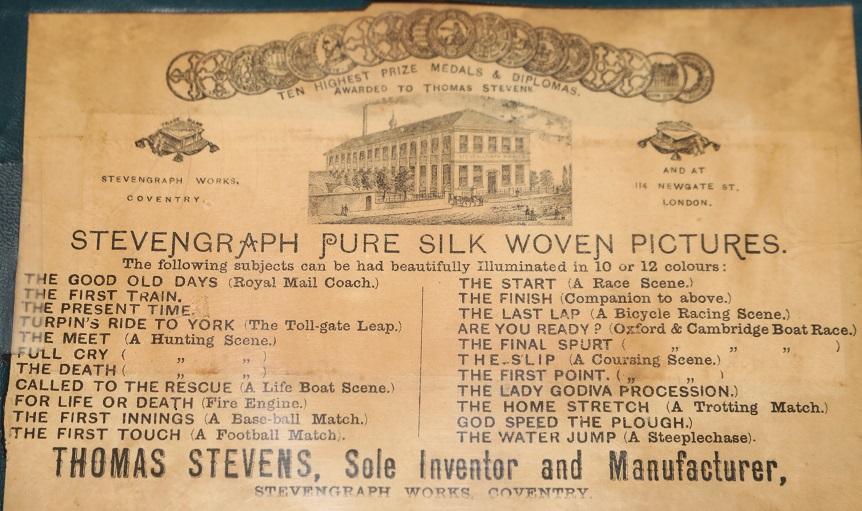 TEN HIGHEST PRIZE MEDALS & DIPLOMAS.
AWARDED TO THOMAS STEVENS
STEVENGRAPH WORKS,
COVENTRY.
AND AT
114 NEWGATE ST.
LONDON.
STEVENGRAPH PURE SILK WOVEN PICTURES.
The following subjects can be had beautifully Illuminated in 10 or 12 colours:
THE GOOD OLD DAYS (Royal Mail Coach.)
THE FIRST TRAIN.
THE PRESENT TIME.
TURPIN'S RIDE TO YORK (The Toll-gate Leap.)
THE MEET (A Hunting Scene.)
FULL CRY ( „ „ )
THE DEATH ( „ „ )
CALLED TO THE RESCUE (A Life Boat Scene.)
FOR LIFE OR DEATH (Fire Engine.)
THE FIRST INNINGS (A Base-ball Match.)
THE FIRST TOUCH (A Football Match).
THE START (A Race Scene.)
THE FINISH (Companion to above.)
THE LAST LAP (A Bicycle Racing Scene.)
ARE YOU READY? (Oxford & Cambridge Boat Race.)
THE FINAL SPURT ( „ „ „ )
THE SLIP (A Coursing Scene.)
THE FIRST POINT. ( „ „ )
THE LADY GODIVA PROCESSION.)
THE HOME STRETCH (A Trotting Match.)
GOD SPEED THE PLOUGH.)
THE WATER JUMP (A Steeplechase).
THOMAS STEVENS, Sole Inventor and Manufacturer,
STEVENGRAPH WORKS, COVENTRY.